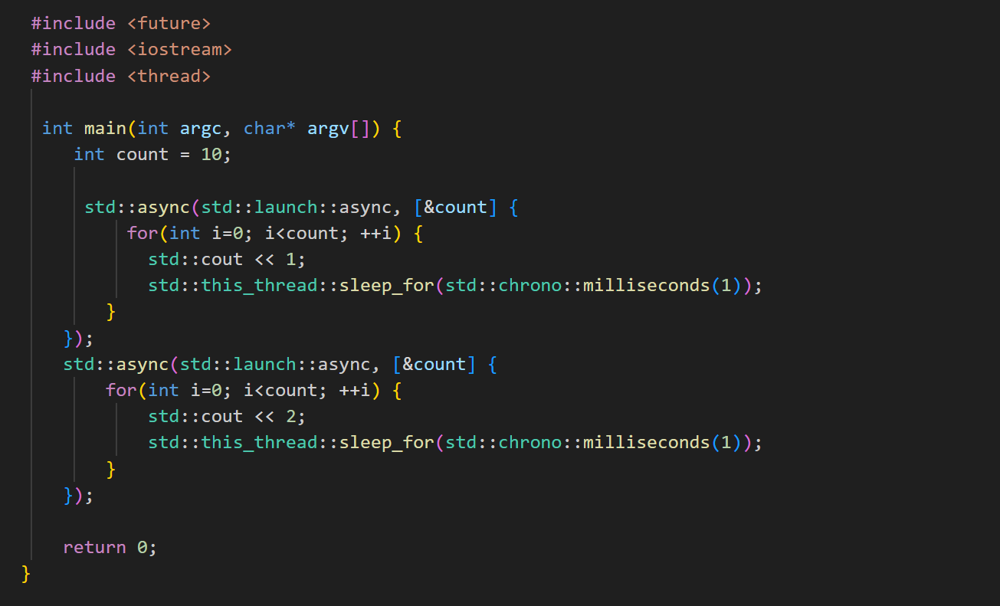 #include <future>
#include <iostream>
#include <thread>
int main(int argc, char* argv[]) {
int count = 10;
std::async(std::launch::async, [&count] {
for(int i=0; i<count; ++i) {
std::cout << 1;
std::this_thread::sleep_for(std::chrono::milliseconds(1));
}
});
std::async(std::launch::async, [&count] {
for(int i=0; i<count; ++i) {
std::cout << 2;
std::this_thread::sleep_for(std::chrono::milliseconds(1));
}
});
return 0;
}